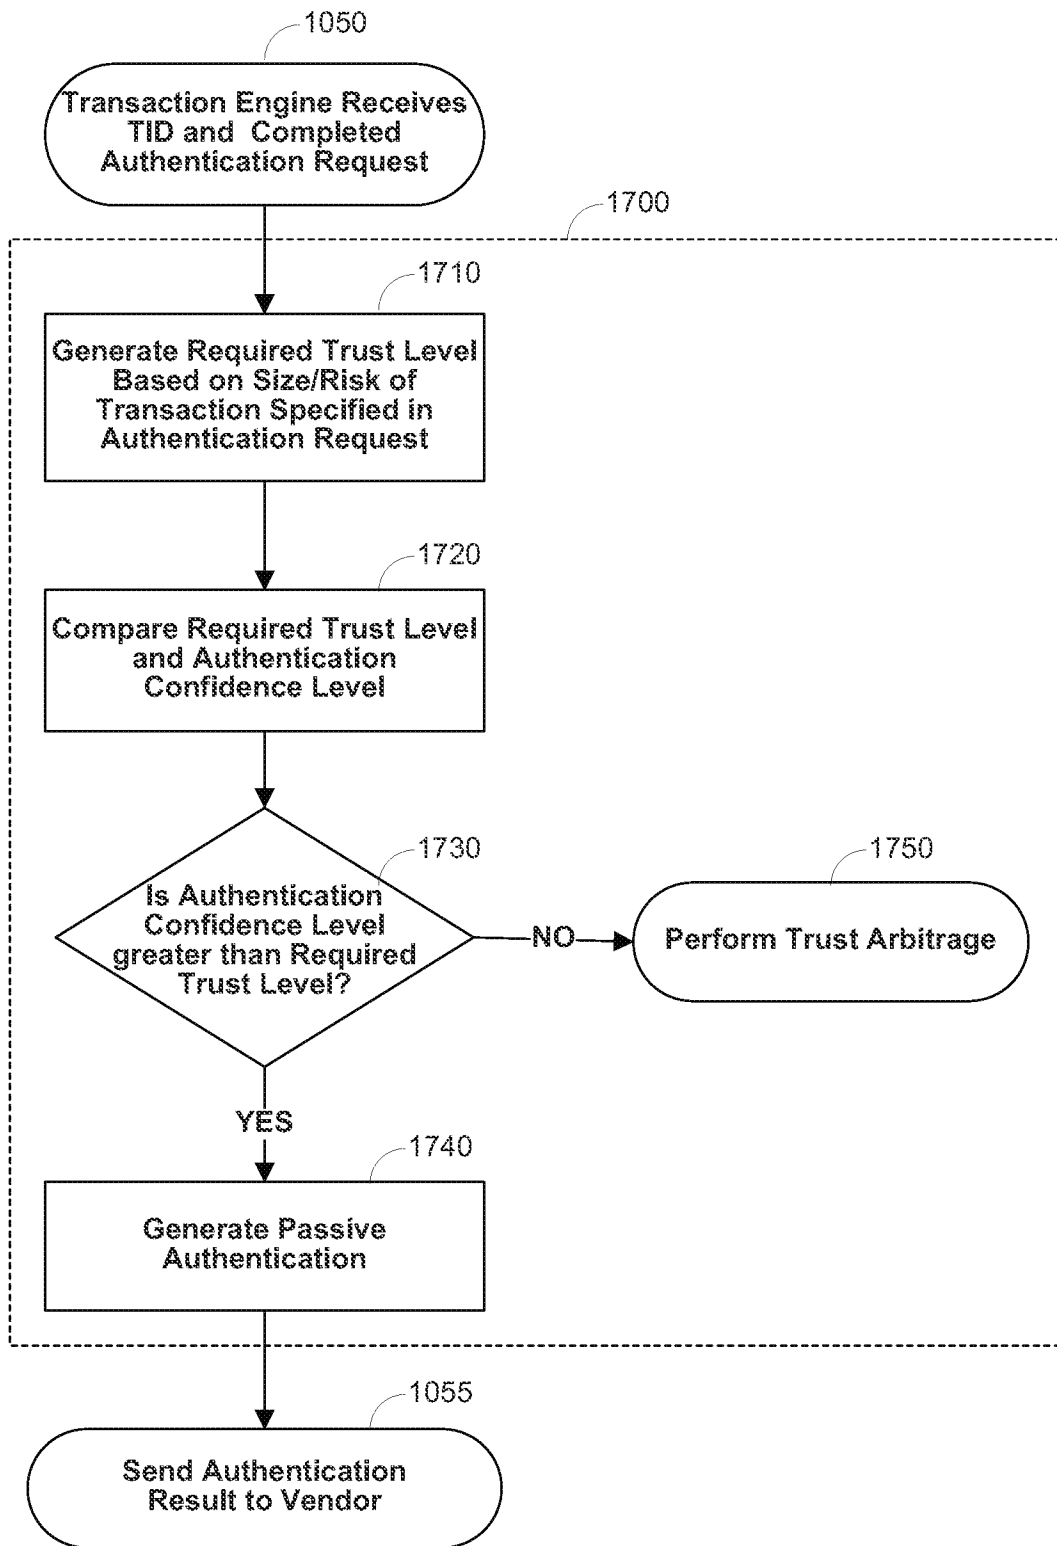 1050
Transaction Engine Receives
TID and Completed
Authentication Request
1700
1710
Generate Required Trust Level
Based on Size/Risk of
Transaction Specified in
Authentication Request
1720
Compare Required Trust Level
and Authentication
Confidence Level
1730
Is Authentication
Confidence Level
greater than Required
Trust Level?
NO
1750
Perform Trust Arbitrage
YES
1740
Generate Passive
Authentication
1055
Send Authentication
Result to Vendor